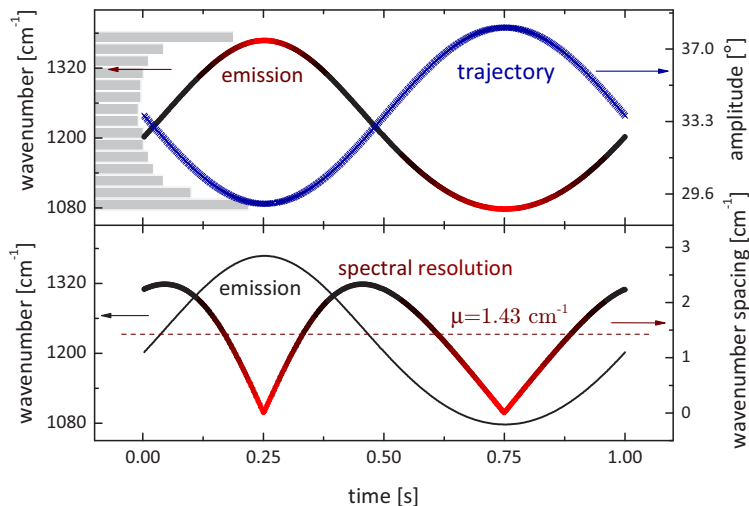 wavenumber [cm⁻¹]
1320
1200
1080
emission
trajectory
37.0
33.3
29.6
amplitude [°]
wavenumber [cm⁻¹]
1320
1200
1080
emission
spectral resolution
μ=1.43 cm⁻¹
3
2
1
0
wavenumber spacing [cm⁻¹]
0.00 0.25 0.50 0.75 1.00
time [s]